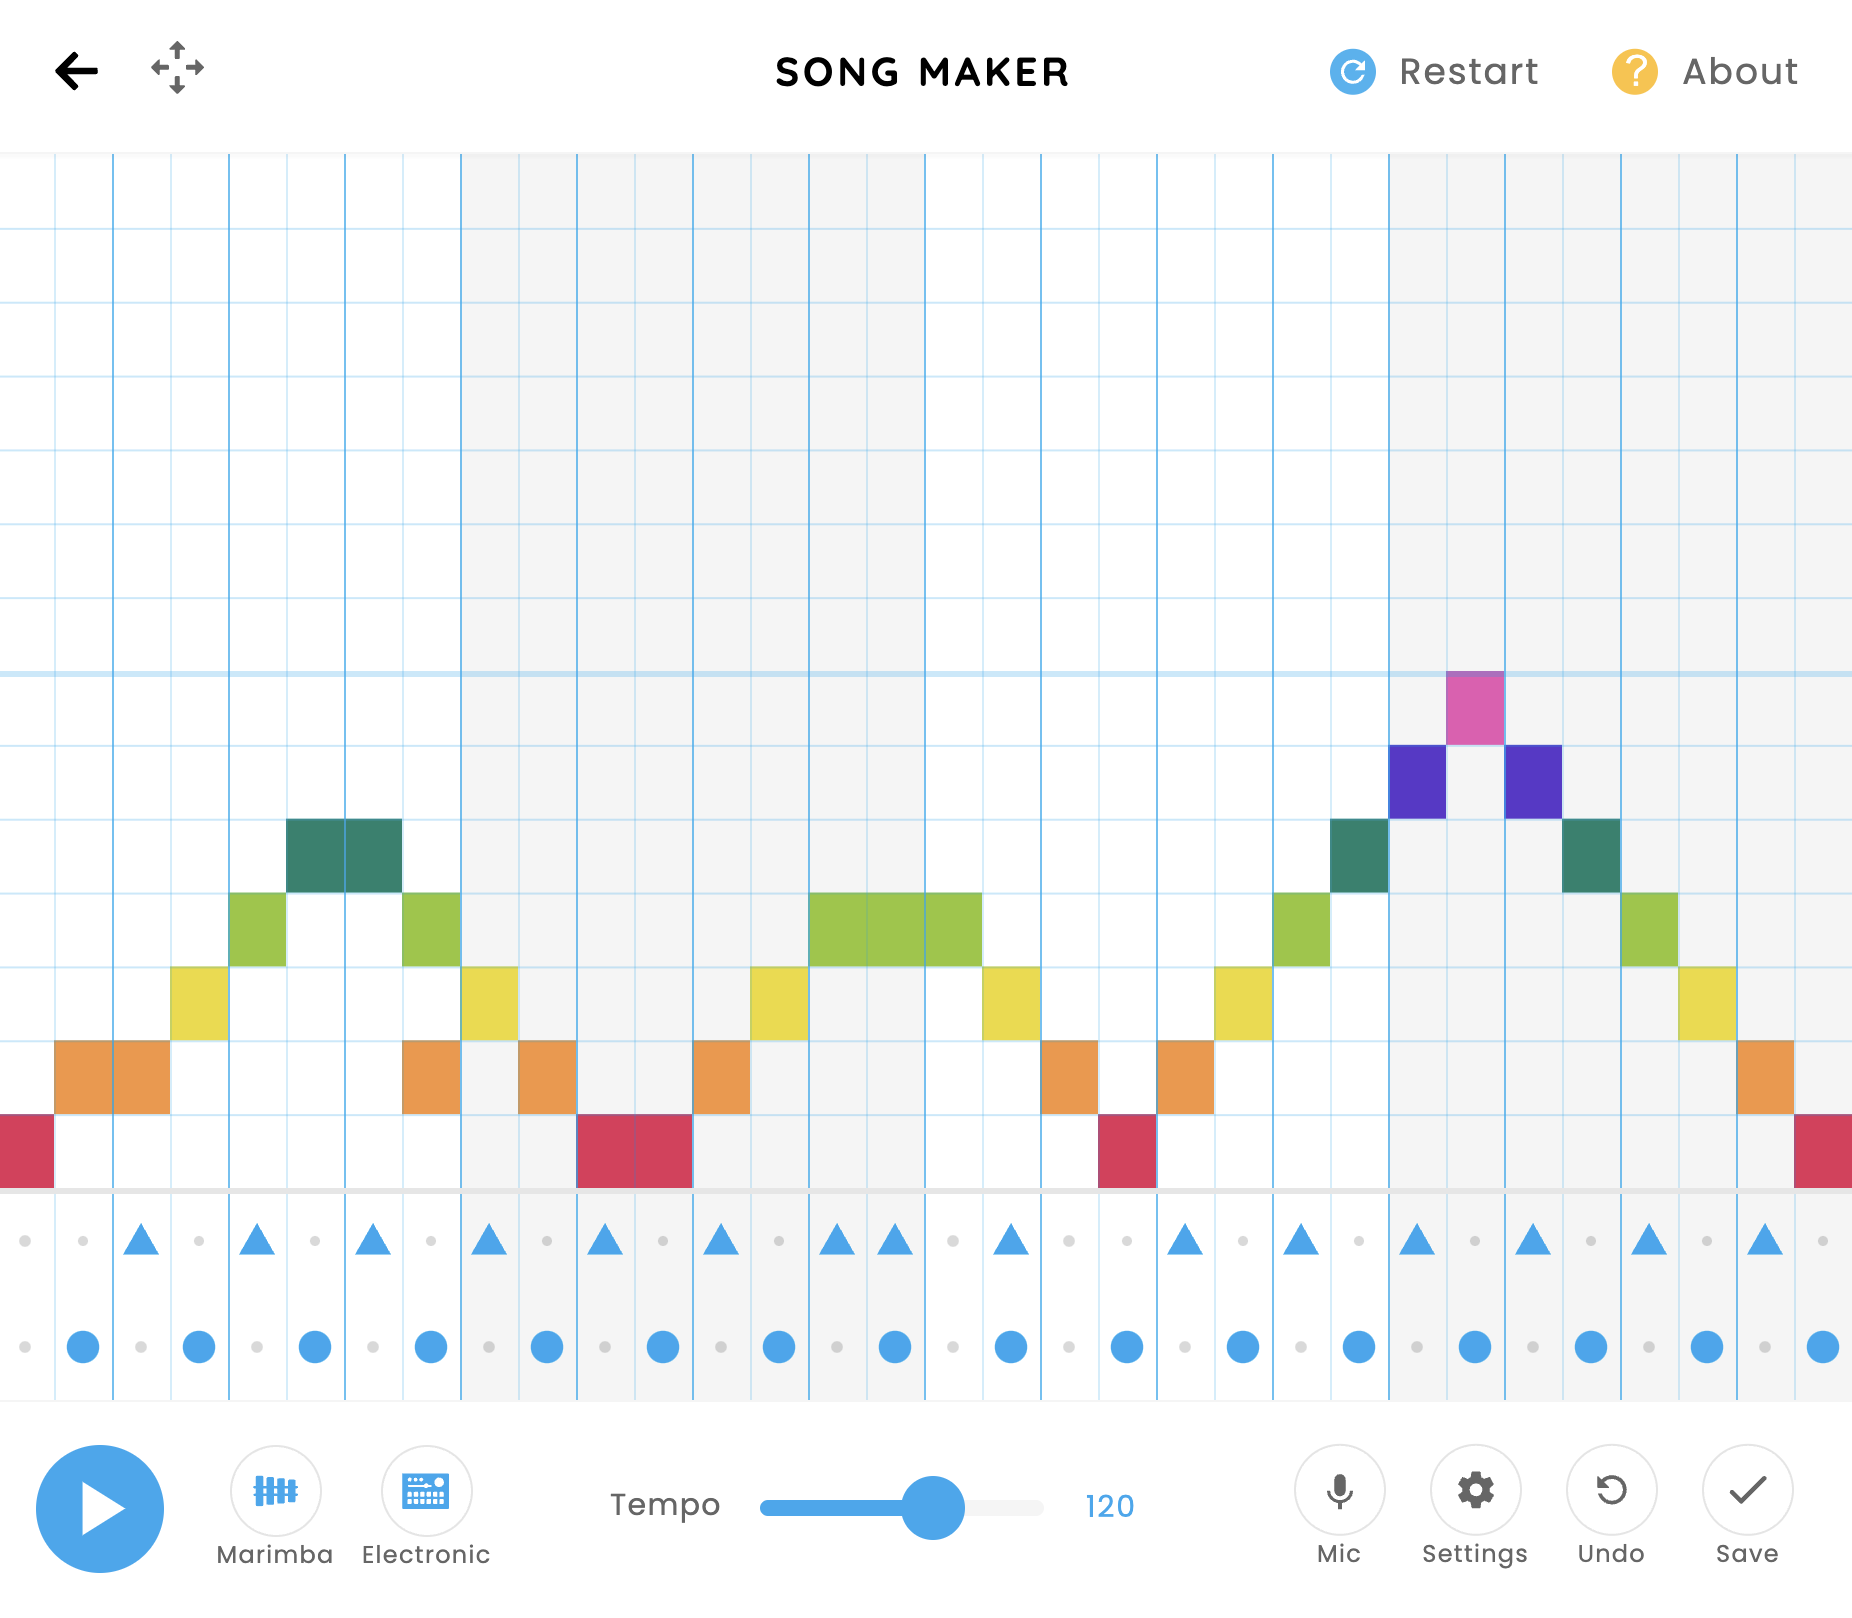 SONG MAKER
Restart
? About
Marimba
Electronic
Tempo
120
Mic
Settings
Undo
Save